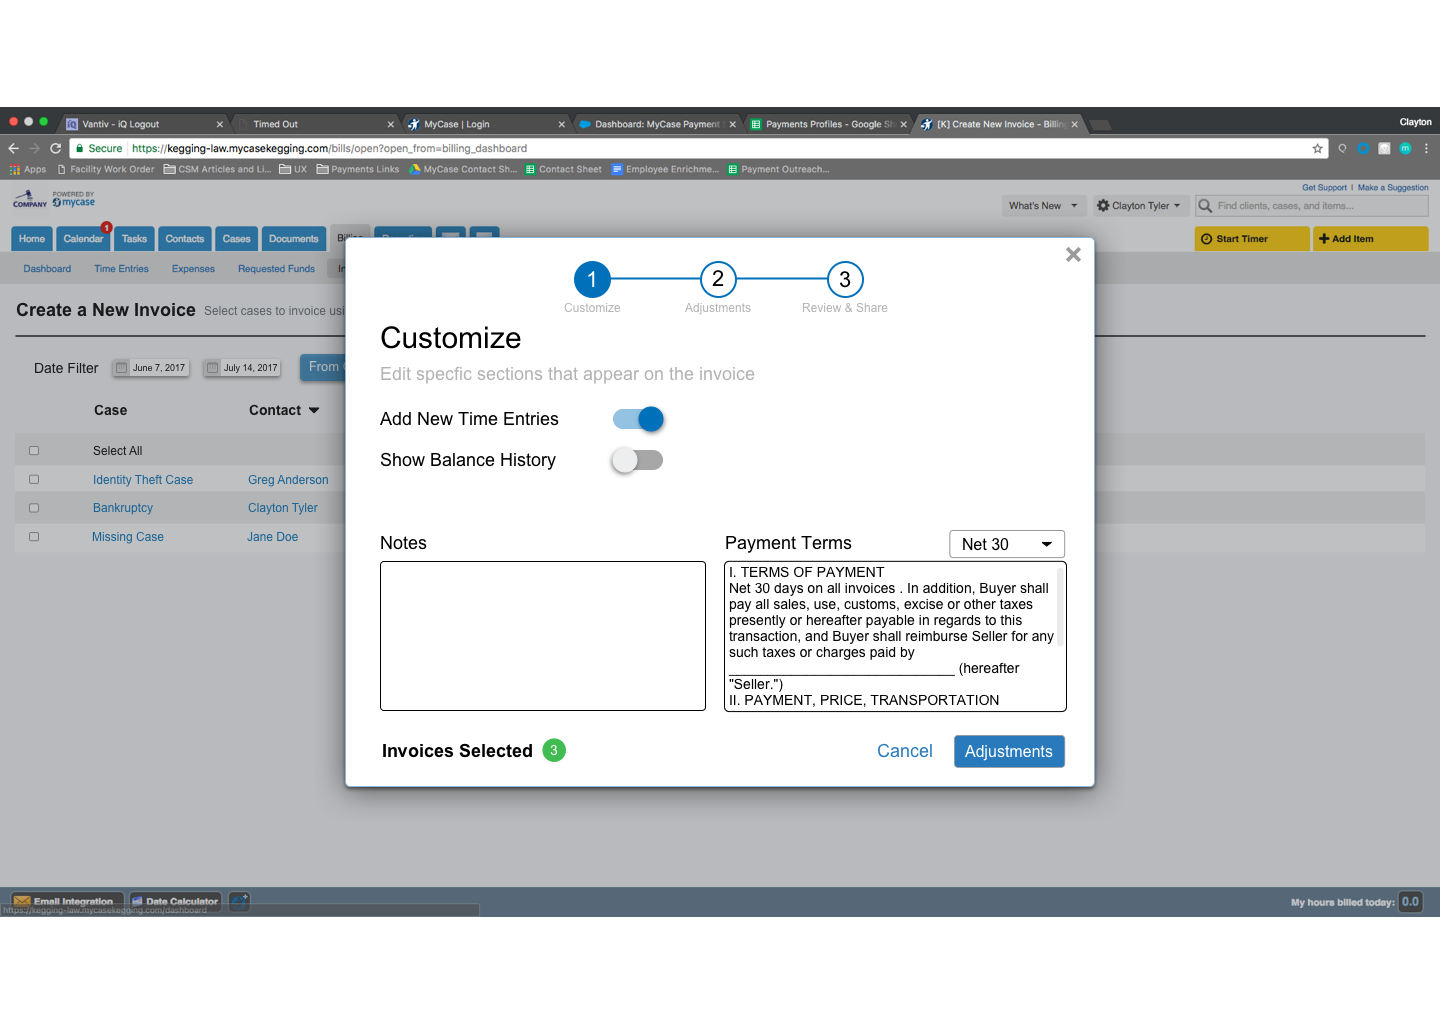 Vantiv - iQ Logout
Timed Out
MyCase | Login
Dashboard: MyCase Payment
Payments Profiles - Google Sh
[K] Create New Invoice - Billin
Clayton
Secure
https://kegging-law.mycasekegging.com/bills/open?open_from=billing_dashboard
Apps
Facility Work Order
CSM Articles and Li...
UX
Payments Links
MyCase Contact Sh...
Contact Sheet
Employee Enrichme...
Payment Outreach...
Get Support | Make a Suggestion
COMPANY
POWERED BY
mycase
What's New
Clayton Tyler
Find clients, cases, and items...
Home
Calendar
1
Tasks
Contacts
Cases
Documents
Start Timer
Add Item
Dashboard
Time Entries
Expenses
Requested Funds
Create a New Invoice
Select cases to invoice usi
Date Filter
June 7, 2017
July 14, 2017
From
Case
Contact
Select All
Identity Theft Case
Greg Anderson
Bankruptcy
Clayton Tyler
Missing Case
Jane Doe
1
2
3
Customize
Adjustments
Review & Share
Customize
Edit specfic sections that appear on the invoice
Add New Time Entries
Show Balance History
Notes
Payment Terms
Net 30
I. TERMS OF PAYMENT
Net 30 days on all invoices . In addition, Buyer shall
pay all sales, use, customs, excise or other taxes
presently or hereafter payable in regards to this
transaction, and Buyer shall reimburse Seller for any
such taxes or charges paid by
_____________________________ (hereafter
"Seller.")
II. PAYMENT, PRICE, TRANSPORTATION
Invoices Selected
3
Cancel
Adjustments
Email Integration
Date Calculator
https://kegging-law.mycasekegging.com/dashboard
My hours billed today:
0.0